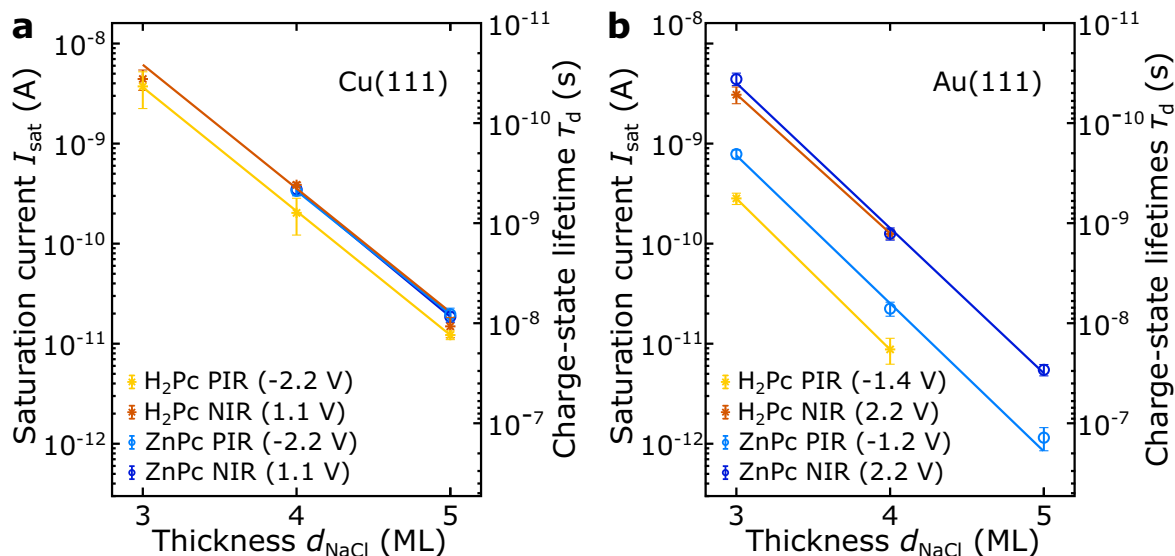 a
Cu(111)
Saturation current I_sat (A)
10⁻⁸
10⁻⁹
10⁻¹⁰
10⁻¹¹
10⁻¹²
H₂Pc PIR (-2.2 V)
H₂Pc NIR (1.1 V)
ZnPc PIR (-2.2 V)
ZnPc NIR (1.1 V)
3 4 5
Thickness d_NaCl (ML)
10⁻¹¹
10⁻¹⁰
10⁻⁹
10⁻⁸
10⁻⁷
Charge-state lifetime τ_d (s)
b
Au(111)
Saturation current I_sat (A)
10⁻⁸
10⁻⁹
10⁻¹⁰
10⁻¹¹
10⁻¹²
H₂Pc PIR (-1.4 V)
H₂Pc NIR (2.2 V)
ZnPc PIR (-1.2 V)
ZnPc NIR (2.2 V)
3 4 5
Thickness d_NaCl (ML)
10⁻¹¹
10⁻¹⁰
10⁻⁹
10⁻⁸
10⁻⁷
Charge-state lifetimes τ_d (s)